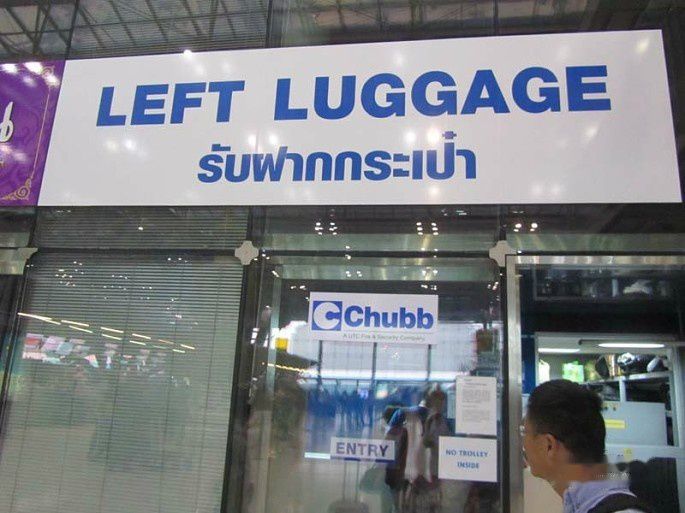 LEFT LUGGAGE
รับฝากกระเป๋า
Chubb
A UTC Fire & Security Company
ENTRY
NO TROLLEY
INSIDE